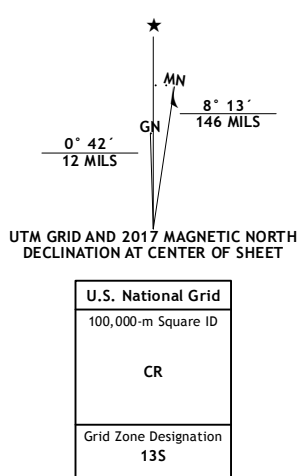 ★
MN
GN
8° 13´
146 MILS
0° 42´
12 MILS
UTM GRID AND 2017 MAGNETIC NORTH
DECLINATION AT CENTER OF SHEET
U.S. National Grid
100,000-m Square ID
CR
Grid Zone Designation
13S